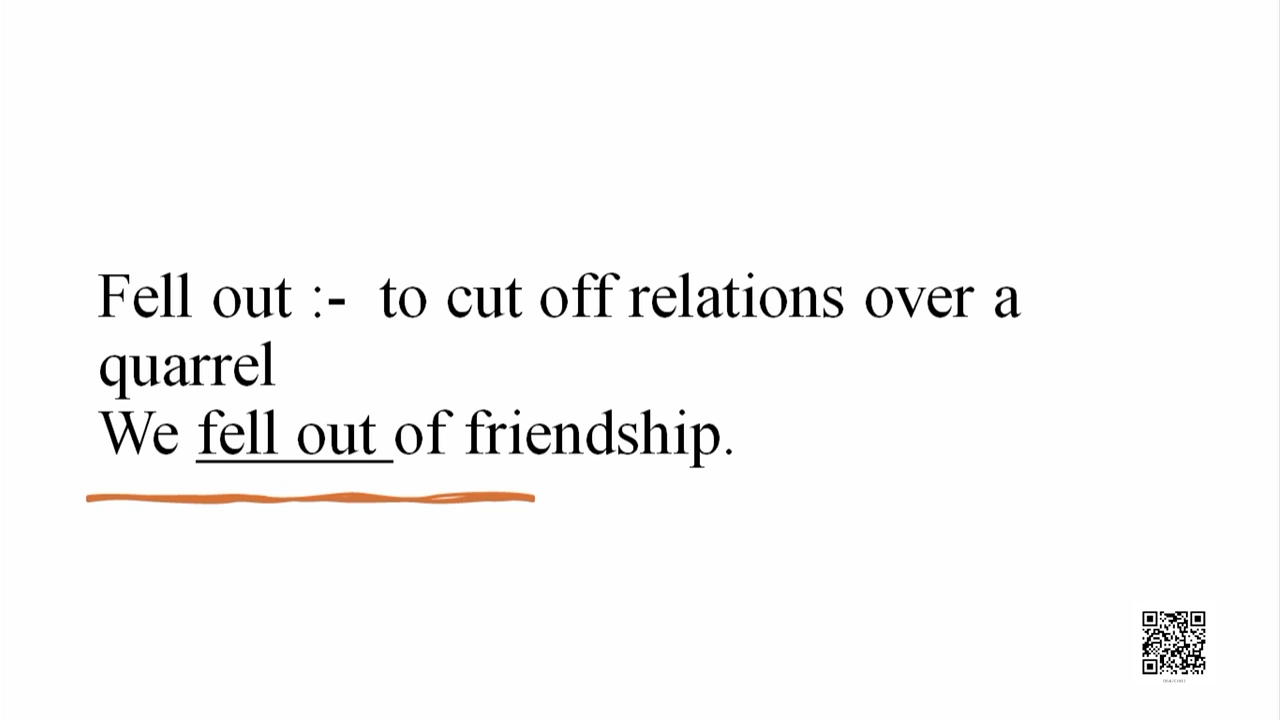 Fell out :-  to cut off relations over a
quarrel
We fell out of friendship.